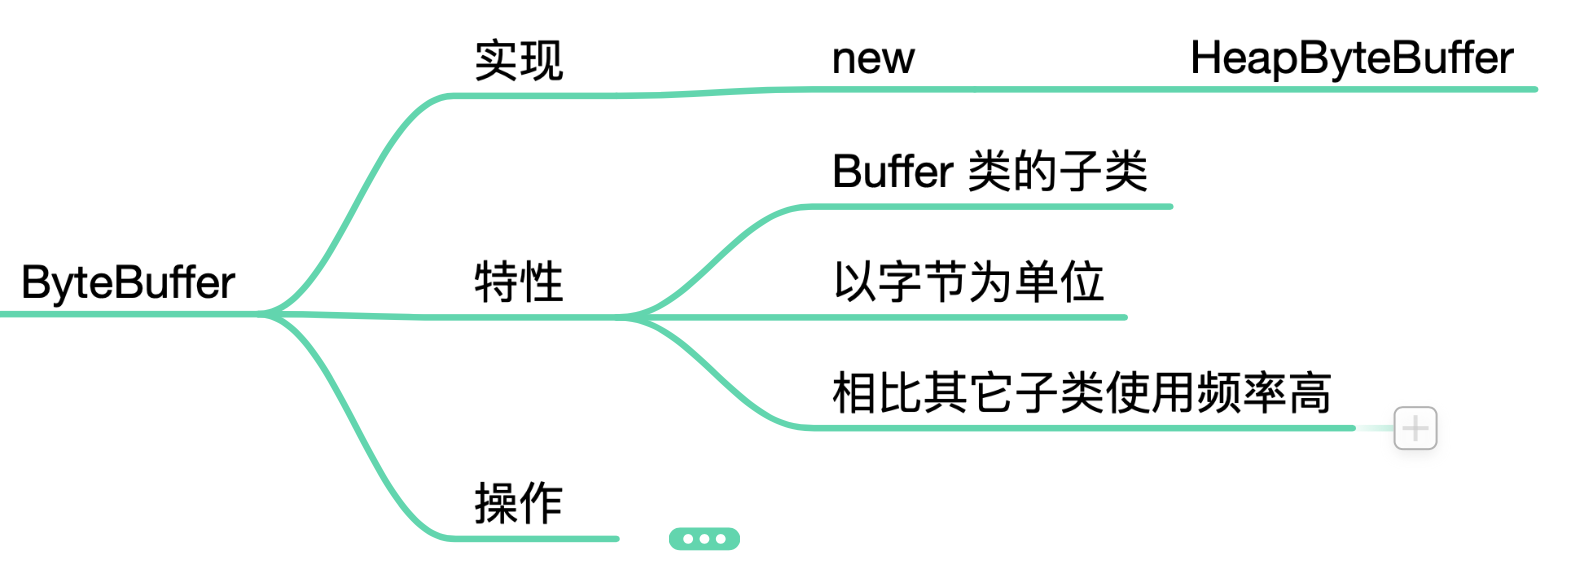 实现
new
HeapByteBuffer
Buffer 类的子类
ByteBuffer
特性
以字节为单位
相比其它子类使用频率高
操作